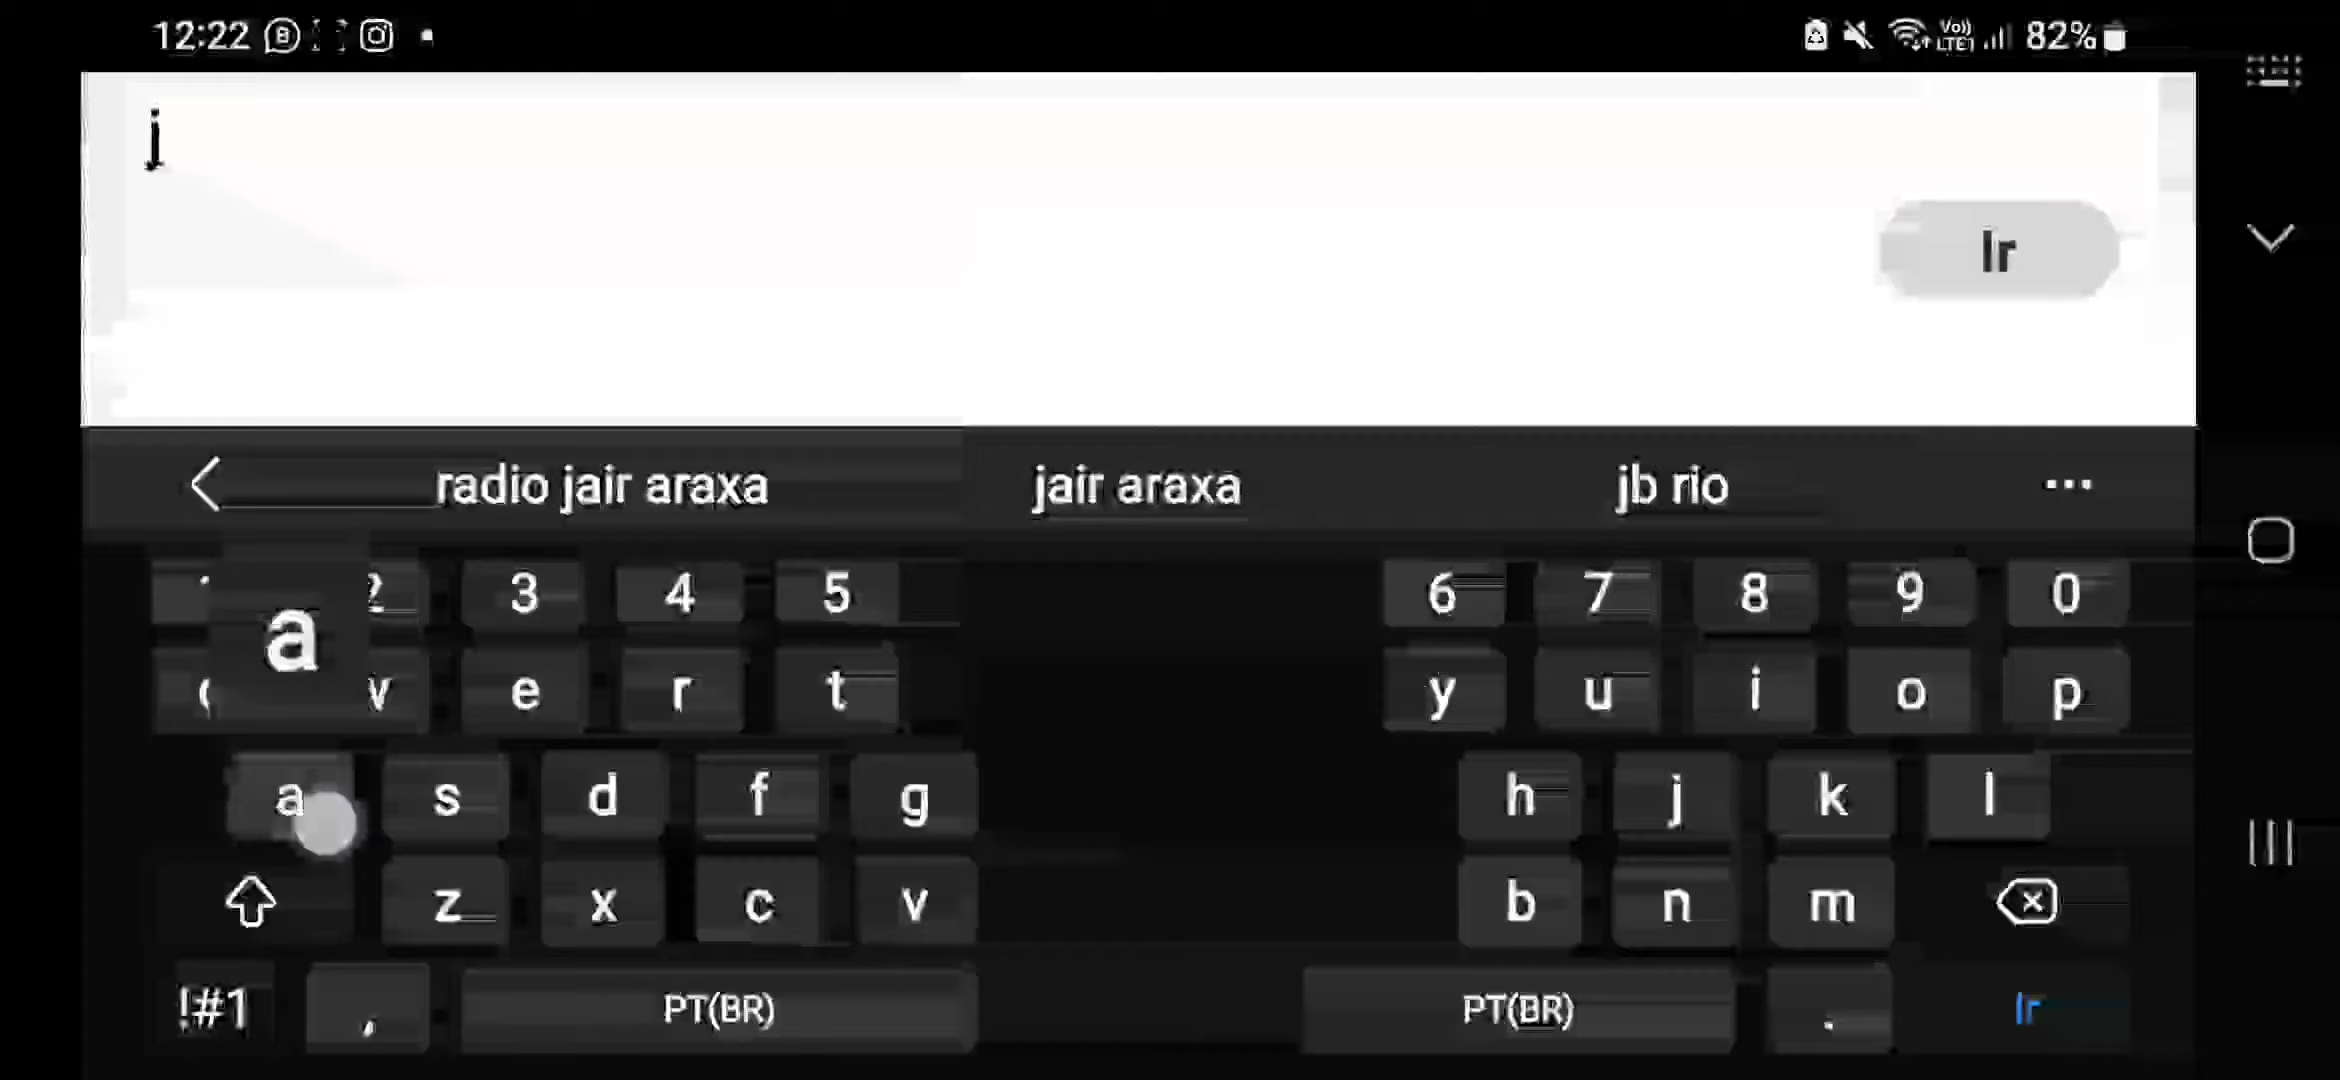 12:22 82%
j
Ir
radio jair araxa jair araxa jb rio ...
3 4 5 6 7 8 9 0
a
e r t y u i o p
a s d f g h j k l
z x c v b n m
!#1 , PT(BR) PT(BR) . Ir